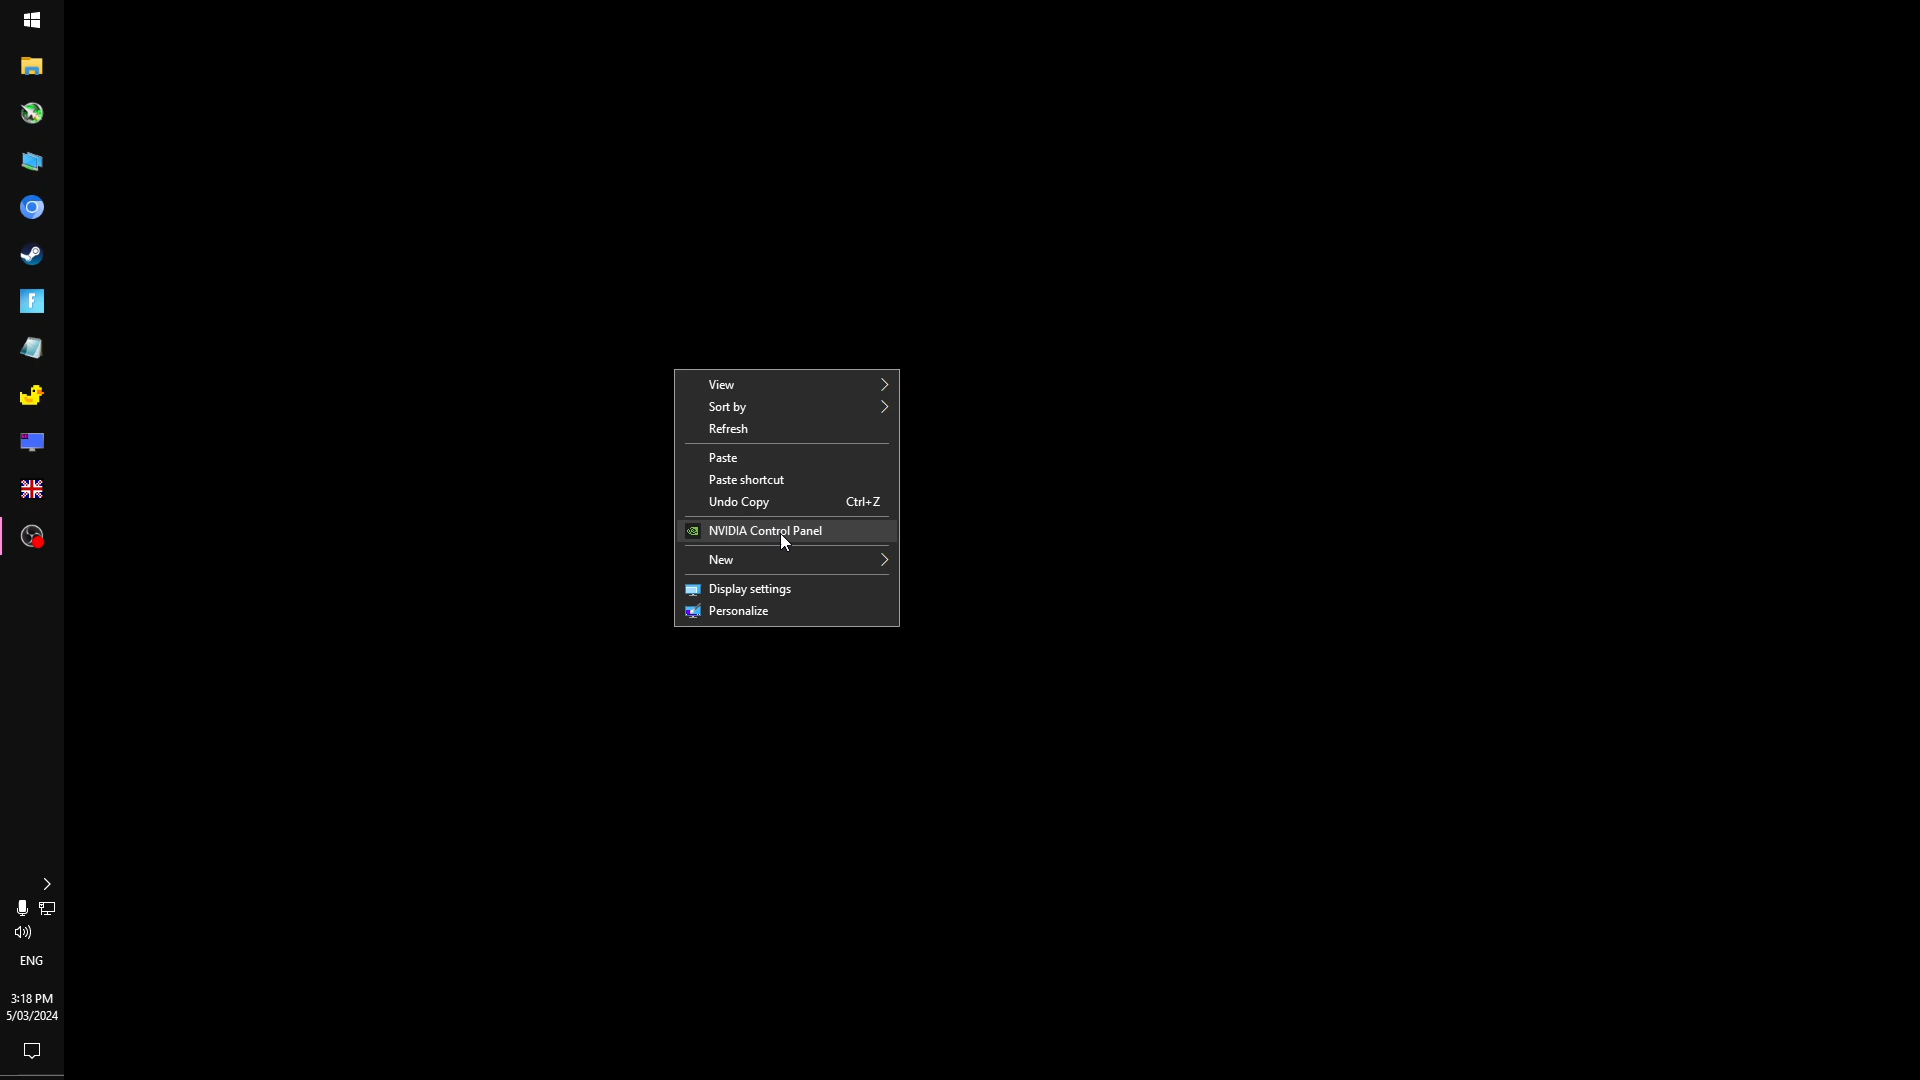 View
Sort by
Refresh
Paste
Paste shortcut
Undo Copy Ctrl+Z
NVIDIA Control Panel
New
Display settings
Personalize
F
ENG
3:18 PM
5/03/2024